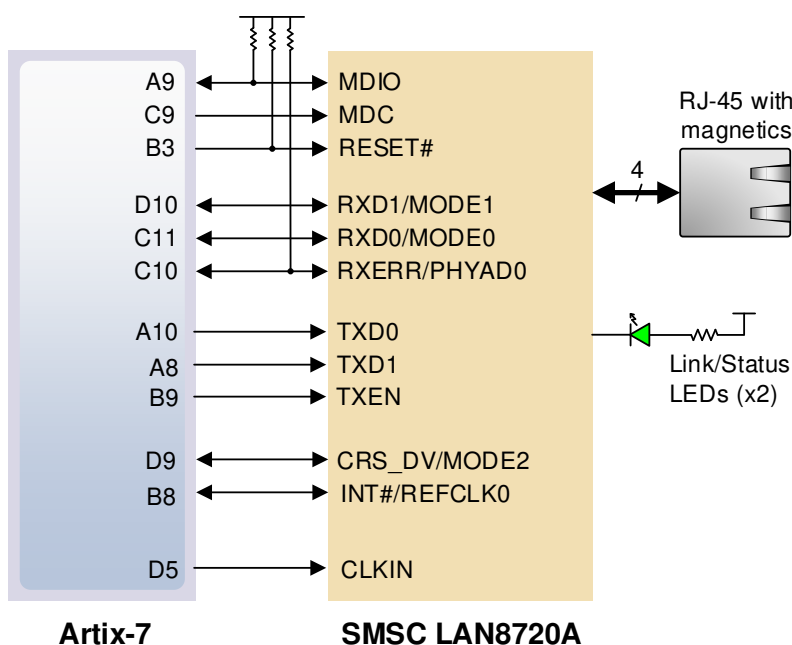 A9 MDIO
C9 MDC
B3 RESET#
D10 RXD1/MODE1
C11 RXD0/MODE0
C10 RXERR/PHYAD0
A10 TXD0
A8 TXD1
B9 TXEN
D9 CRS_DV/MODE2
B8 INT#/REFCLK0
D5 CLKIN
4
RJ-45 with
magnetics
Link/Status
LEDs (x2)
Artix-7
SMSC LAN8720A